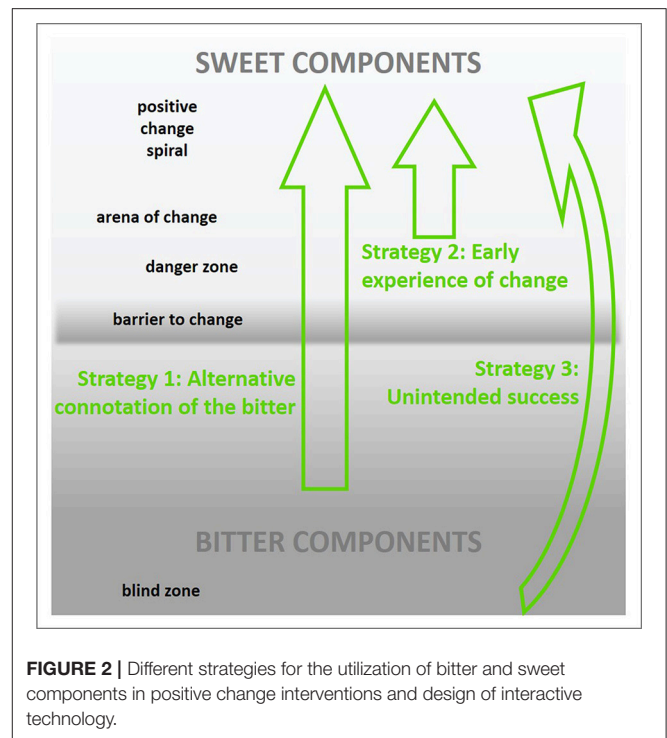 SWEET COMPONENTS
positive
change
spiral
arena of change
danger zone
barrier to change
Strategy 2: Early
experience of change
Strategy 1: Alternative
connotation of the bitter
Strategy 3:
Unintended success
BITTER COMPONENTS
blind zone
FIGURE 2 | Different strategies for the utilization of bitter and sweet
components in positive change interventions and design of interactive
technology.